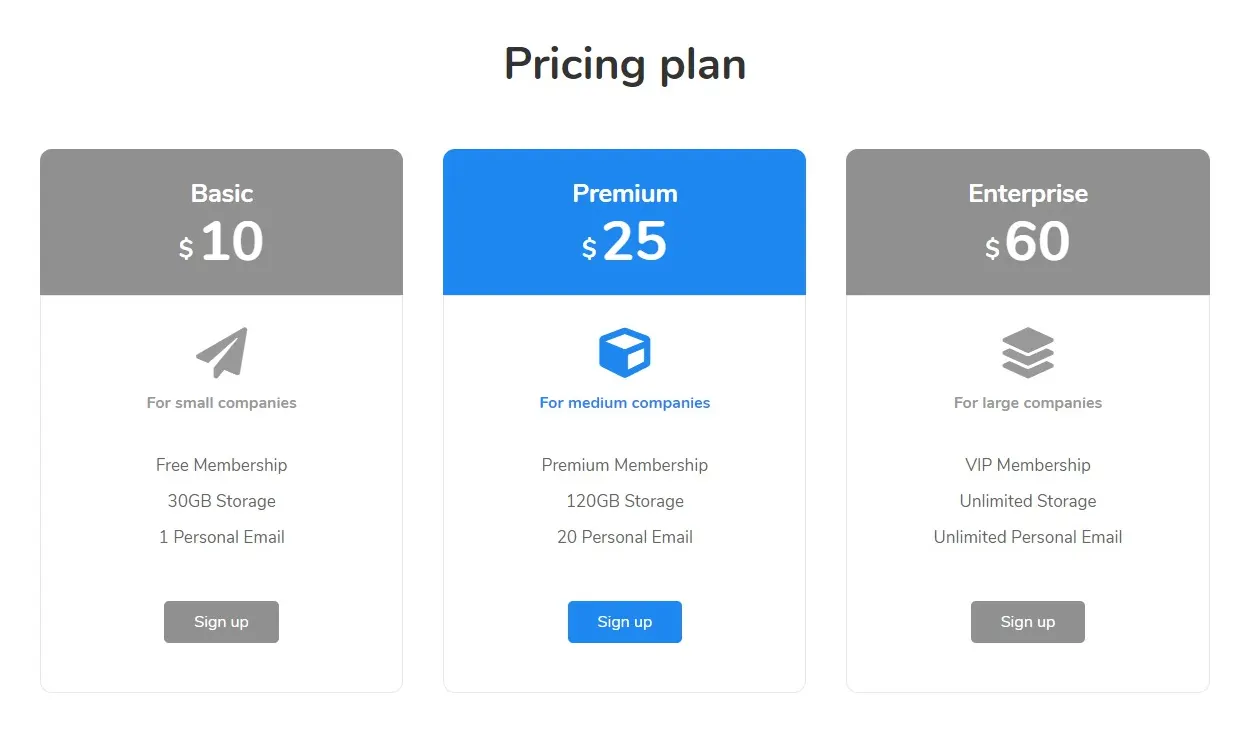 Pricing plan
Basic
$ 10
For small companies
Free Membership
30GB Storage
1 Personal Email
Sign up
Premium
$ 25
For medium companies
Premium Membership
120GB Storage
20 Personal Email
Sign up
Enterprise
$ 60
For large companies
VIP Membership
Unlimited Storage
Unlimited Personal Email
Sign up